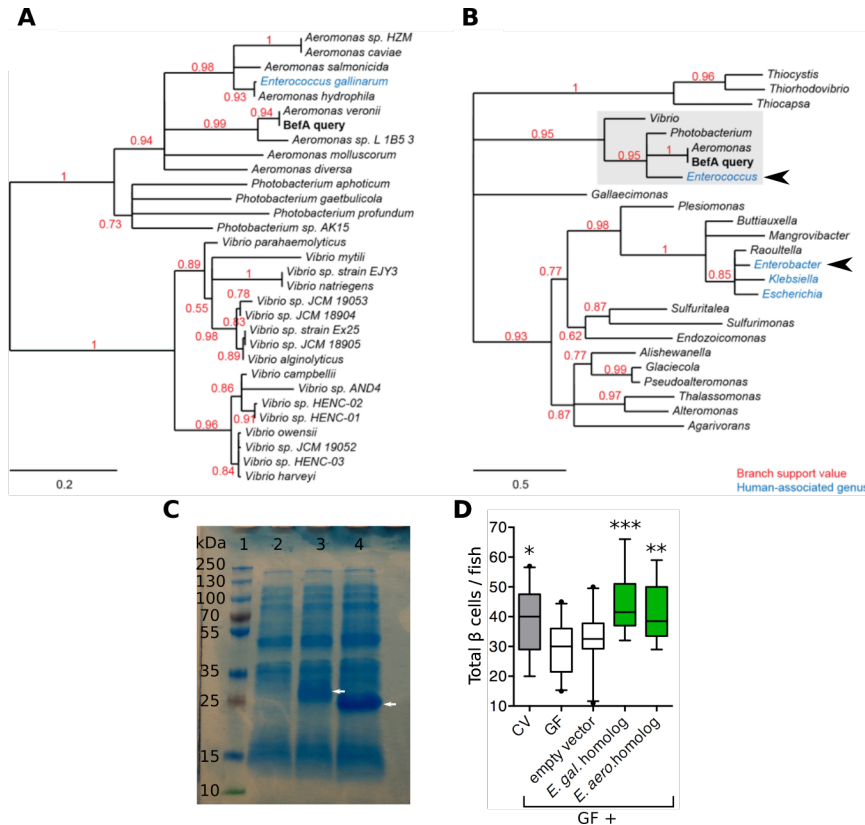 A
Aeromonas sp. HZM
Aeromonas caviae
Aeromonas salmonicida
Enterococcus gallinarum
Aeromonas hydrophila
Aeromonas veronii
BefA query
Aeromonas sp. L 1B5 3
Aeromonas molluscorum
Aeromonas diversa
Photobacterium aphoticum
Photobacterium gaetbulicola
Photobacterium profundum
Photobacterium sp. AK15
Vibrio parahaemolyticus
Vibrio mytili
Vibrio sp. strain EJY3
Vibrio natriegens
Vibrio sp. JCM 19053
Vibrio sp. JCM 18904
Vibrio sp. strain Ex25
Vibrio sp. JCM 18905
Vibrio alginolyticus
Vibrio campbellii
Vibrio sp. AND4
Vibrio sp. HENC-02
Vibrio sp. HENC-01
Vibrio owensii
Vibrio sp. JCM 19052
Vibrio sp. HENC-03
Vibrio harveyi
1
0.98
0.93
0.94
0.99
0.94
1
0.73
0.89
1
0.55
0.78
0.83
0.98
0.89
1
0.86
0.91
0.96
0.84
0.2
B
Thiocystis
Thiorhodovibrio
Thiocapsa
Vibrio
Photobacterium
Aeromonas
BefA query
Enterococcus
Gallaecimonas
Plesiomonas
Buttiauxella
Mangrovibacter
Raoultella
Enterobacter
Klebsiella
Escherichia
Sulfuritalea
Sulfurimonas
Endozoicomonas
Alishewanella
Glaciecola
Pseudoalteromonas
Thalassomonas
Alteromonas
Agarivorans
0.96
1
0.95
0.95
1
0.98
1
0.85
0.77
0.87
0.62
0.93
0.77
0.99
0.97
0.87
0.5
Branch support value
Human-associated genus
C
kDa 1 2 3 4
250
130
100
70
55
35
25
15
10
D
Total β cells / fish
70
60
50
40
30
20
10
*
***
**
CV
GF
empty vector
E. gal. homolog
E. aero.homolog
GF +